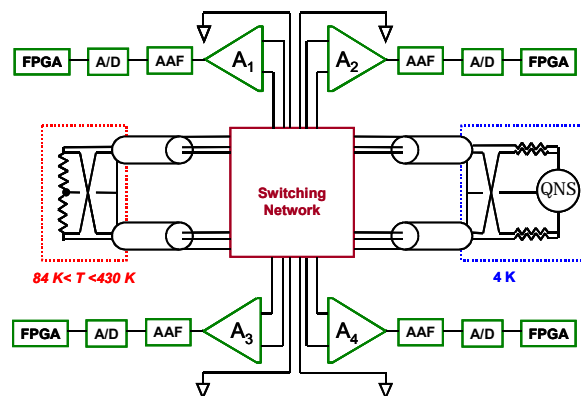 FPGA A/D AAF A1 A2 AAF A/D FPGA
Switching
Network
QNS
84 K< T <430 K
4 K
FPGA A/D AAF A3 A4 AAF A/D FPGA